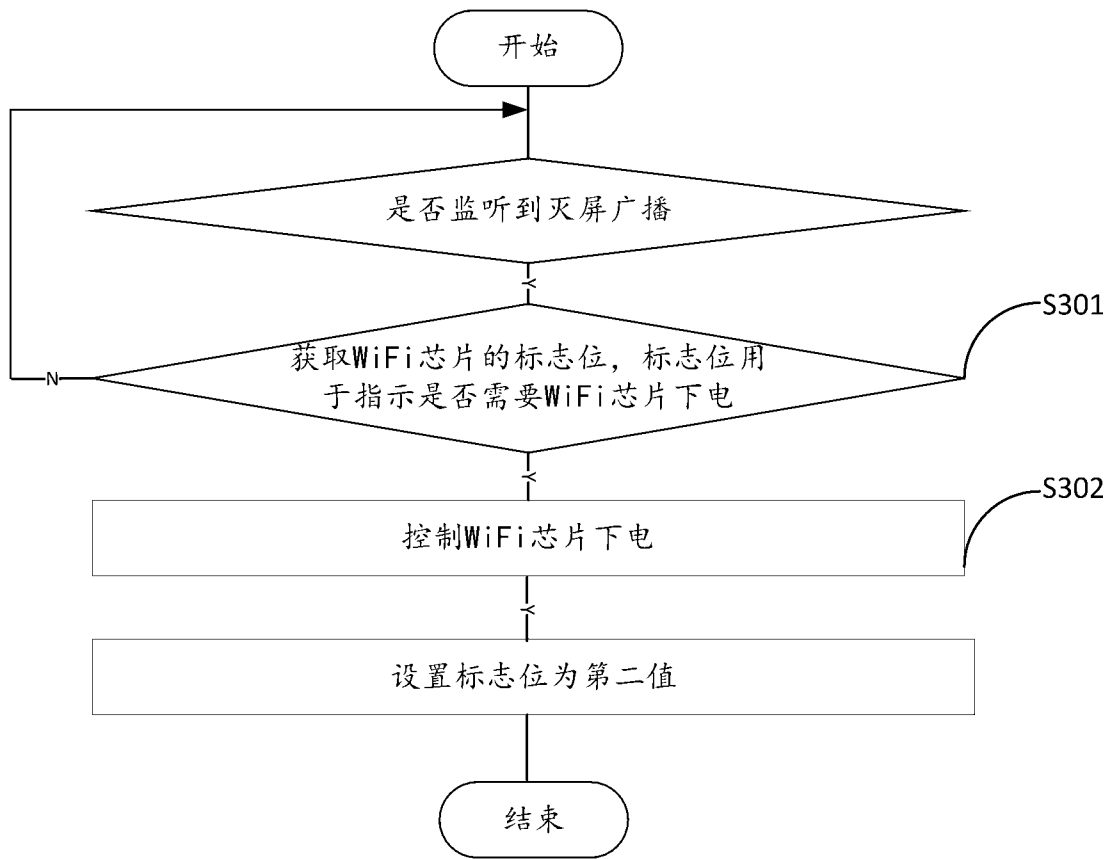 开始
是否监听到灭屏广播
Y
S301
获取WiFi芯片的标志位，标志位用
于指示是否需要WiFi芯片下电
N
Y
S302
控制WiFi芯片下电
Y
设置标志位为第二值
结束